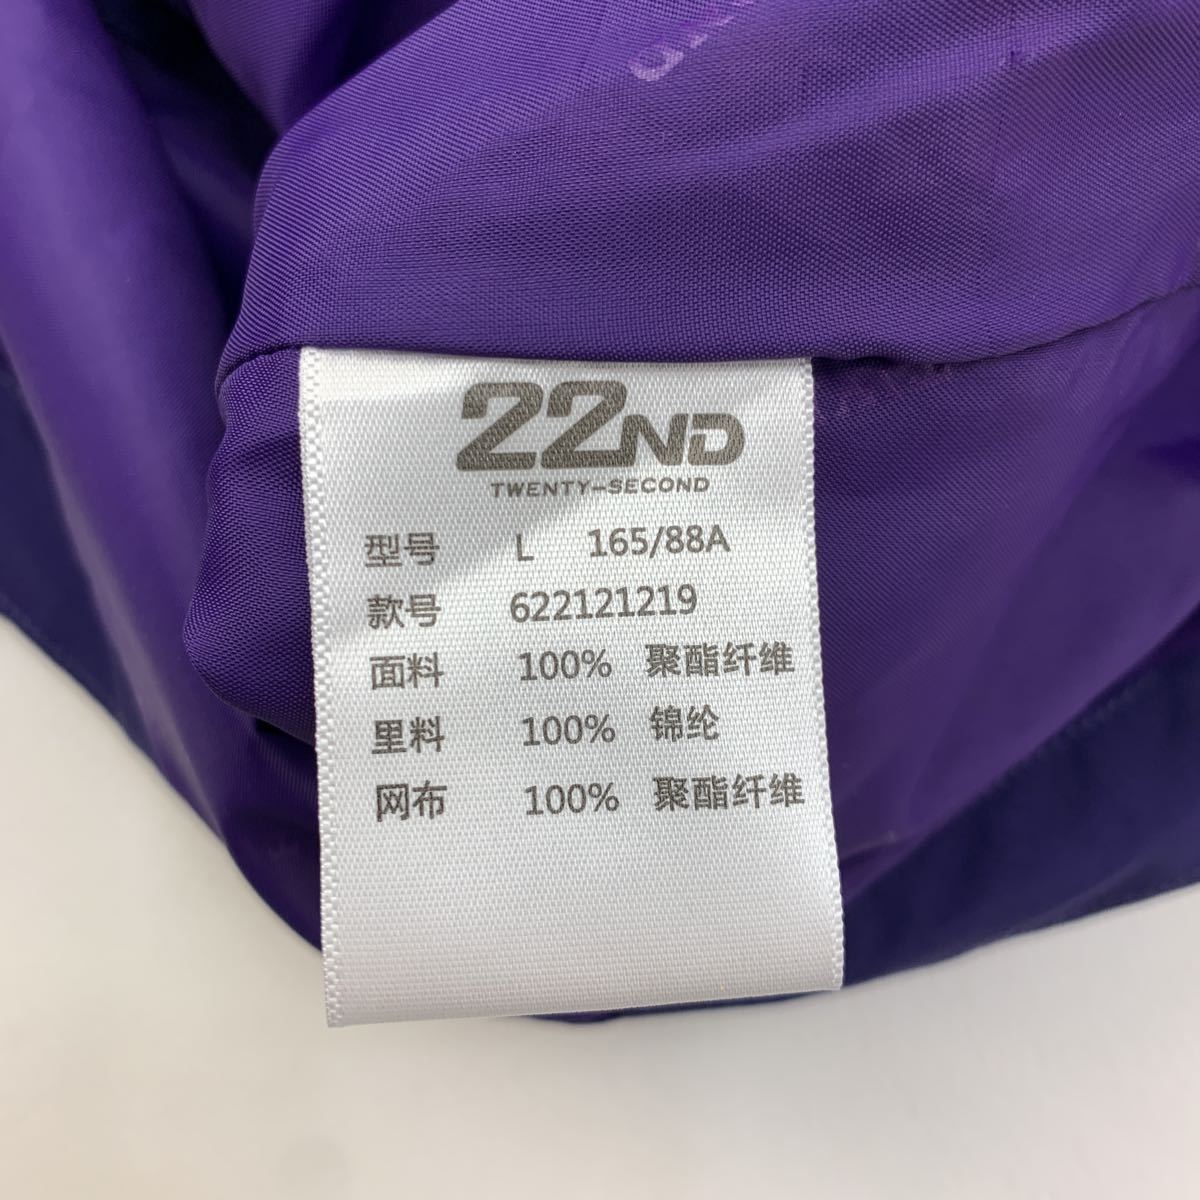 22ND
TWENTY-SECOND
型号 L 165/88A
款号 622121219
面料 100% 聚酯纤维
里料 100% 锦纶
网布 100% 聚酯纤维